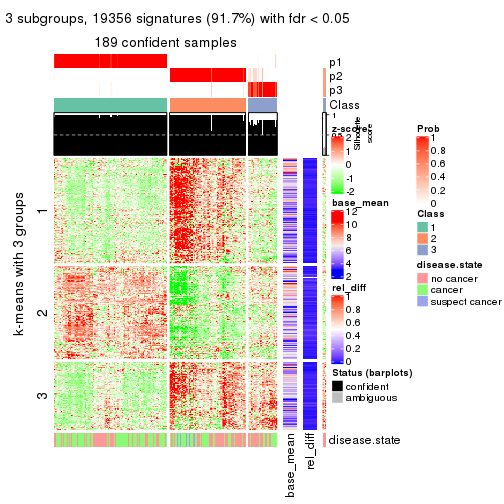 3 subgroups, 19356 signatures (91.7%) with fdr < 0.05
189 confident samples
p1
p2
p3
Class
1
0.5
0
Silhouette
score
k-means with 3 groups
1
2
3
base_mean
rel_diff
disease.state
z-score
2
1
0
-1
-2
base_mean
12
10
8
6
4
2
rel_diff
1
0.8
0.6
0.4
0.2
0
Status (barplots)
confident
ambiguous
Prob
1
0.8
0.6
0.4
0.2
0
Class
1
2
3
disease.state
no cancer
cancer
suspect cancer